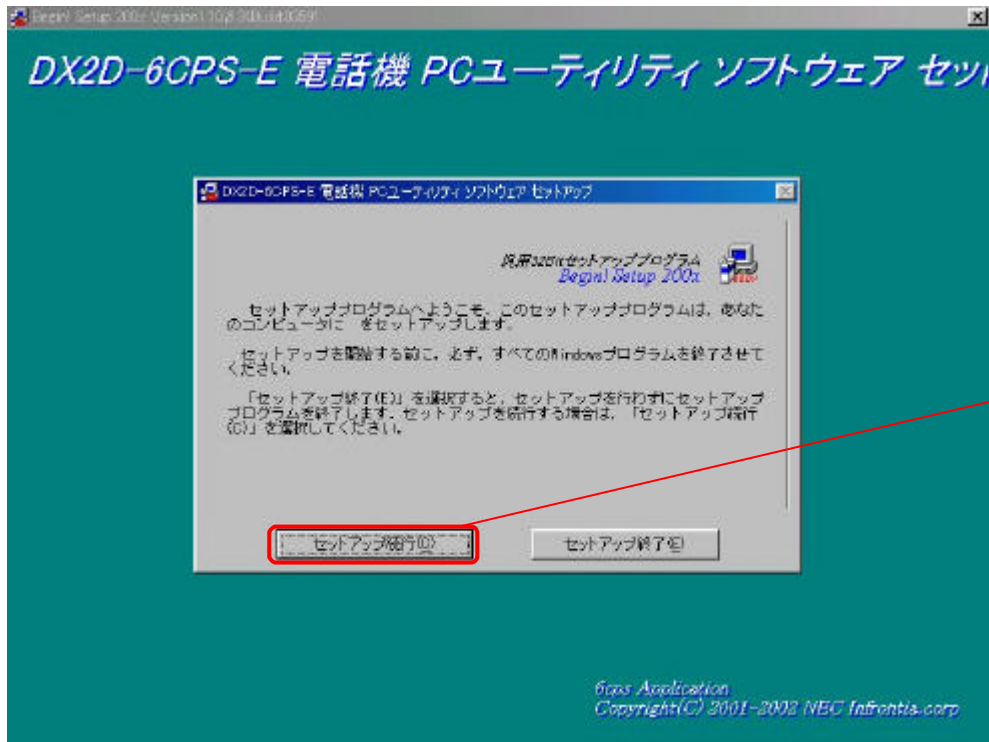 Begin! Setup 200x Version1.10
DX2D-6CPS-E 電話機 PCユーティリティ ソフトウェア セッ
DX2D-6CPS-E 電話機 PCユーティリティ ソフトウェア セットアップ
汎用32Bitセットアッププログラム
Begin! Setup 200x
セットアッププログラムへようこそ。このセットアッププログラムは、あなた
のコンピュータに をセットアップします。
セットアップを開始する前に、必ず、すべてのWindowsプログラムを終了させて
ください。
「セットアップ終了(E)」を選択すると、セットアップを行わずにセットアップ
プログラムを終了します。セットアップを続行する場合は、「セットアップ続行
(C)」を選択してください。
セットアップ続行(C)
セットアップ終了(E)
6cps Application
Copyright(C) 2001-2002 NEC Infrontia.corp